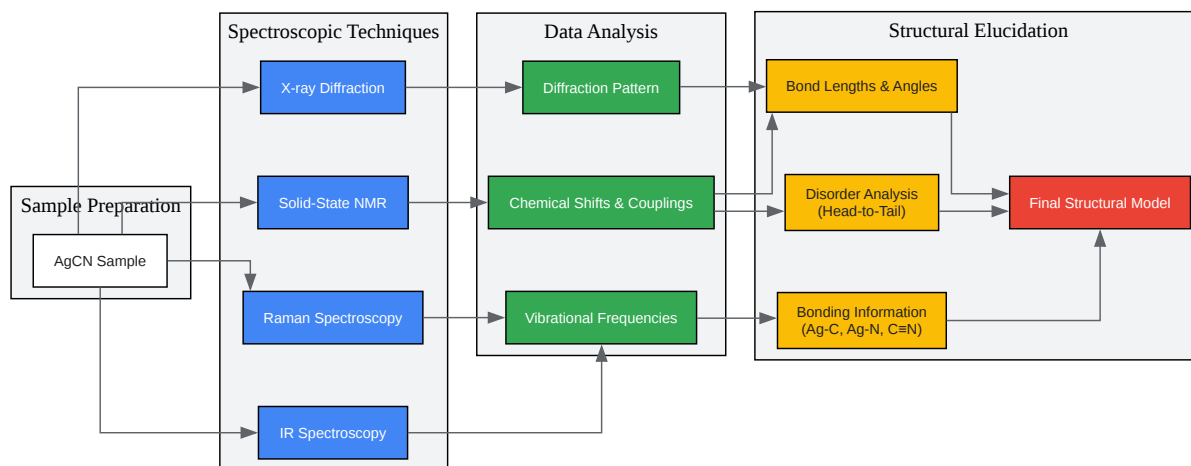 Sample Preparation
AgCN Sample
Spectroscopic Techniques
X-ray Diffraction
Solid-State NMR
Raman Spectroscopy
IR Spectroscopy
Data Analysis
Diffraction Pattern
Chemical Shifts & Couplings
Vibrational Frequencies
Structural Elucidation
Bond Lengths & Angles
Disorder Analysis
(Head-to-Tail)
Bonding Information
(Ag-C, Ag-N, C≡N)
Final Structural Model